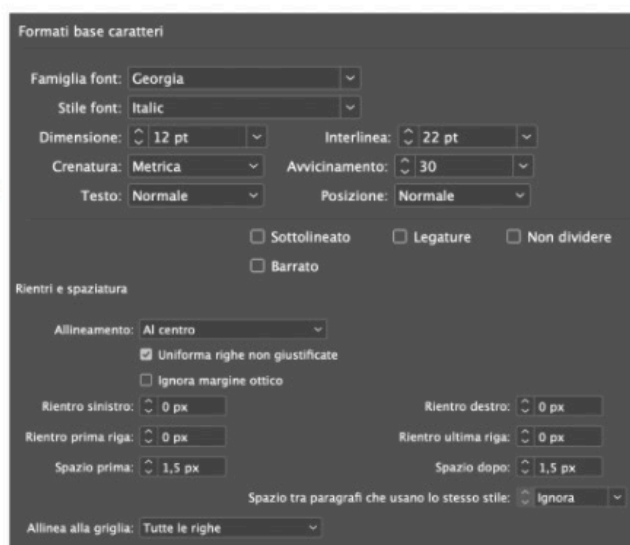 Formati base caratteri
Famiglia font: Georgia
Stile font: Italic
Dimensione: 12 pt Interlinea: 22 pt
Crenatura: Metrica Avvicinamento: 30
Testo: Normale Posizione: Normale
Sottolineato Legature Non dividere
Barrato
Rientri e spaziatura
Allineamento: Al centro
Uniforma righe non giustificate
Ignora margine ottico
Rientro sinistro: 0 px Rientro destro: 0 px
Rientro prima riga: 0 px Rientro ultima riga: 0 px
Spazio prima: 1,5 px Spazio dopo: 1,5 px
Spazio tra paragrafi che usano lo stesso stile: Ignora
Allinea alla griglia: Tutte le righe